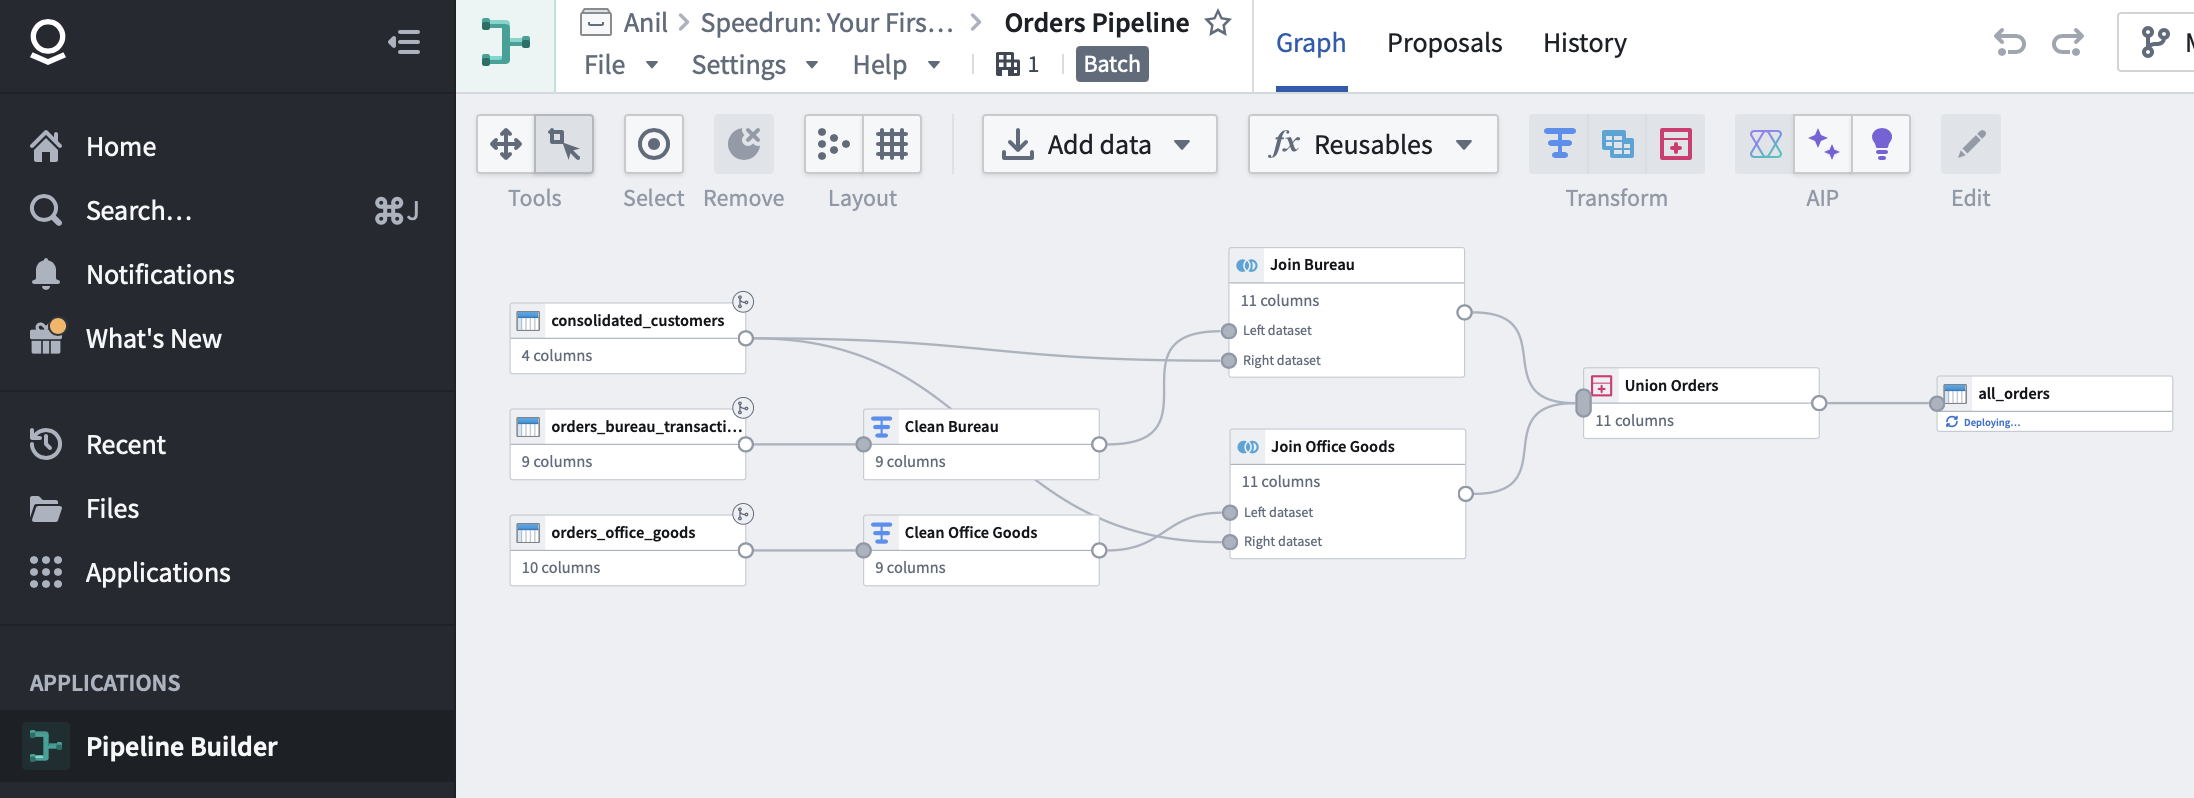 Home
Search…
⌘J
Notifications
What's New
Recent
Files
Applications
APPLICATIONS
Pipeline Builder
Anil
Speedrun: Your Firs…
Orders Pipeline
File
Settings
Help
1
Batch
Graph
Proposals
History
Tools
Select
Remove
Layout
Add data
fx Reusables
Transform
AIP
Edit
consolidated_customers
4 columns
orders_bureau_transacti…
9 columns
orders_office_goods
10 columns
Clean Bureau
9 columns
Clean Office Goods
9 columns
Join Bureau
11 columns
Left dataset
Right dataset
Join Office Goods
11 columns
Left dataset
Right dataset
Union Orders
11 columns
all_orders
Deploying…